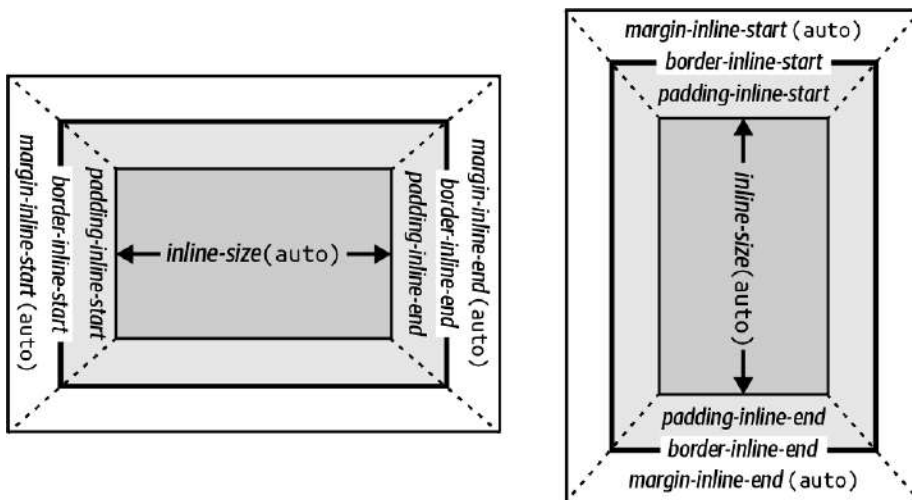 margin-inline-start (auto)
border-inline-start
padding-inline-start
inline-size (auto)
padding-inline-end
border-inline-end
margin-inline-end (auto)
margin-inline-start (auto)
border-inline-start
padding-inline-start
inline-size (auto)
padding-inline-end
border-inline-end
margin-inline-end (auto)